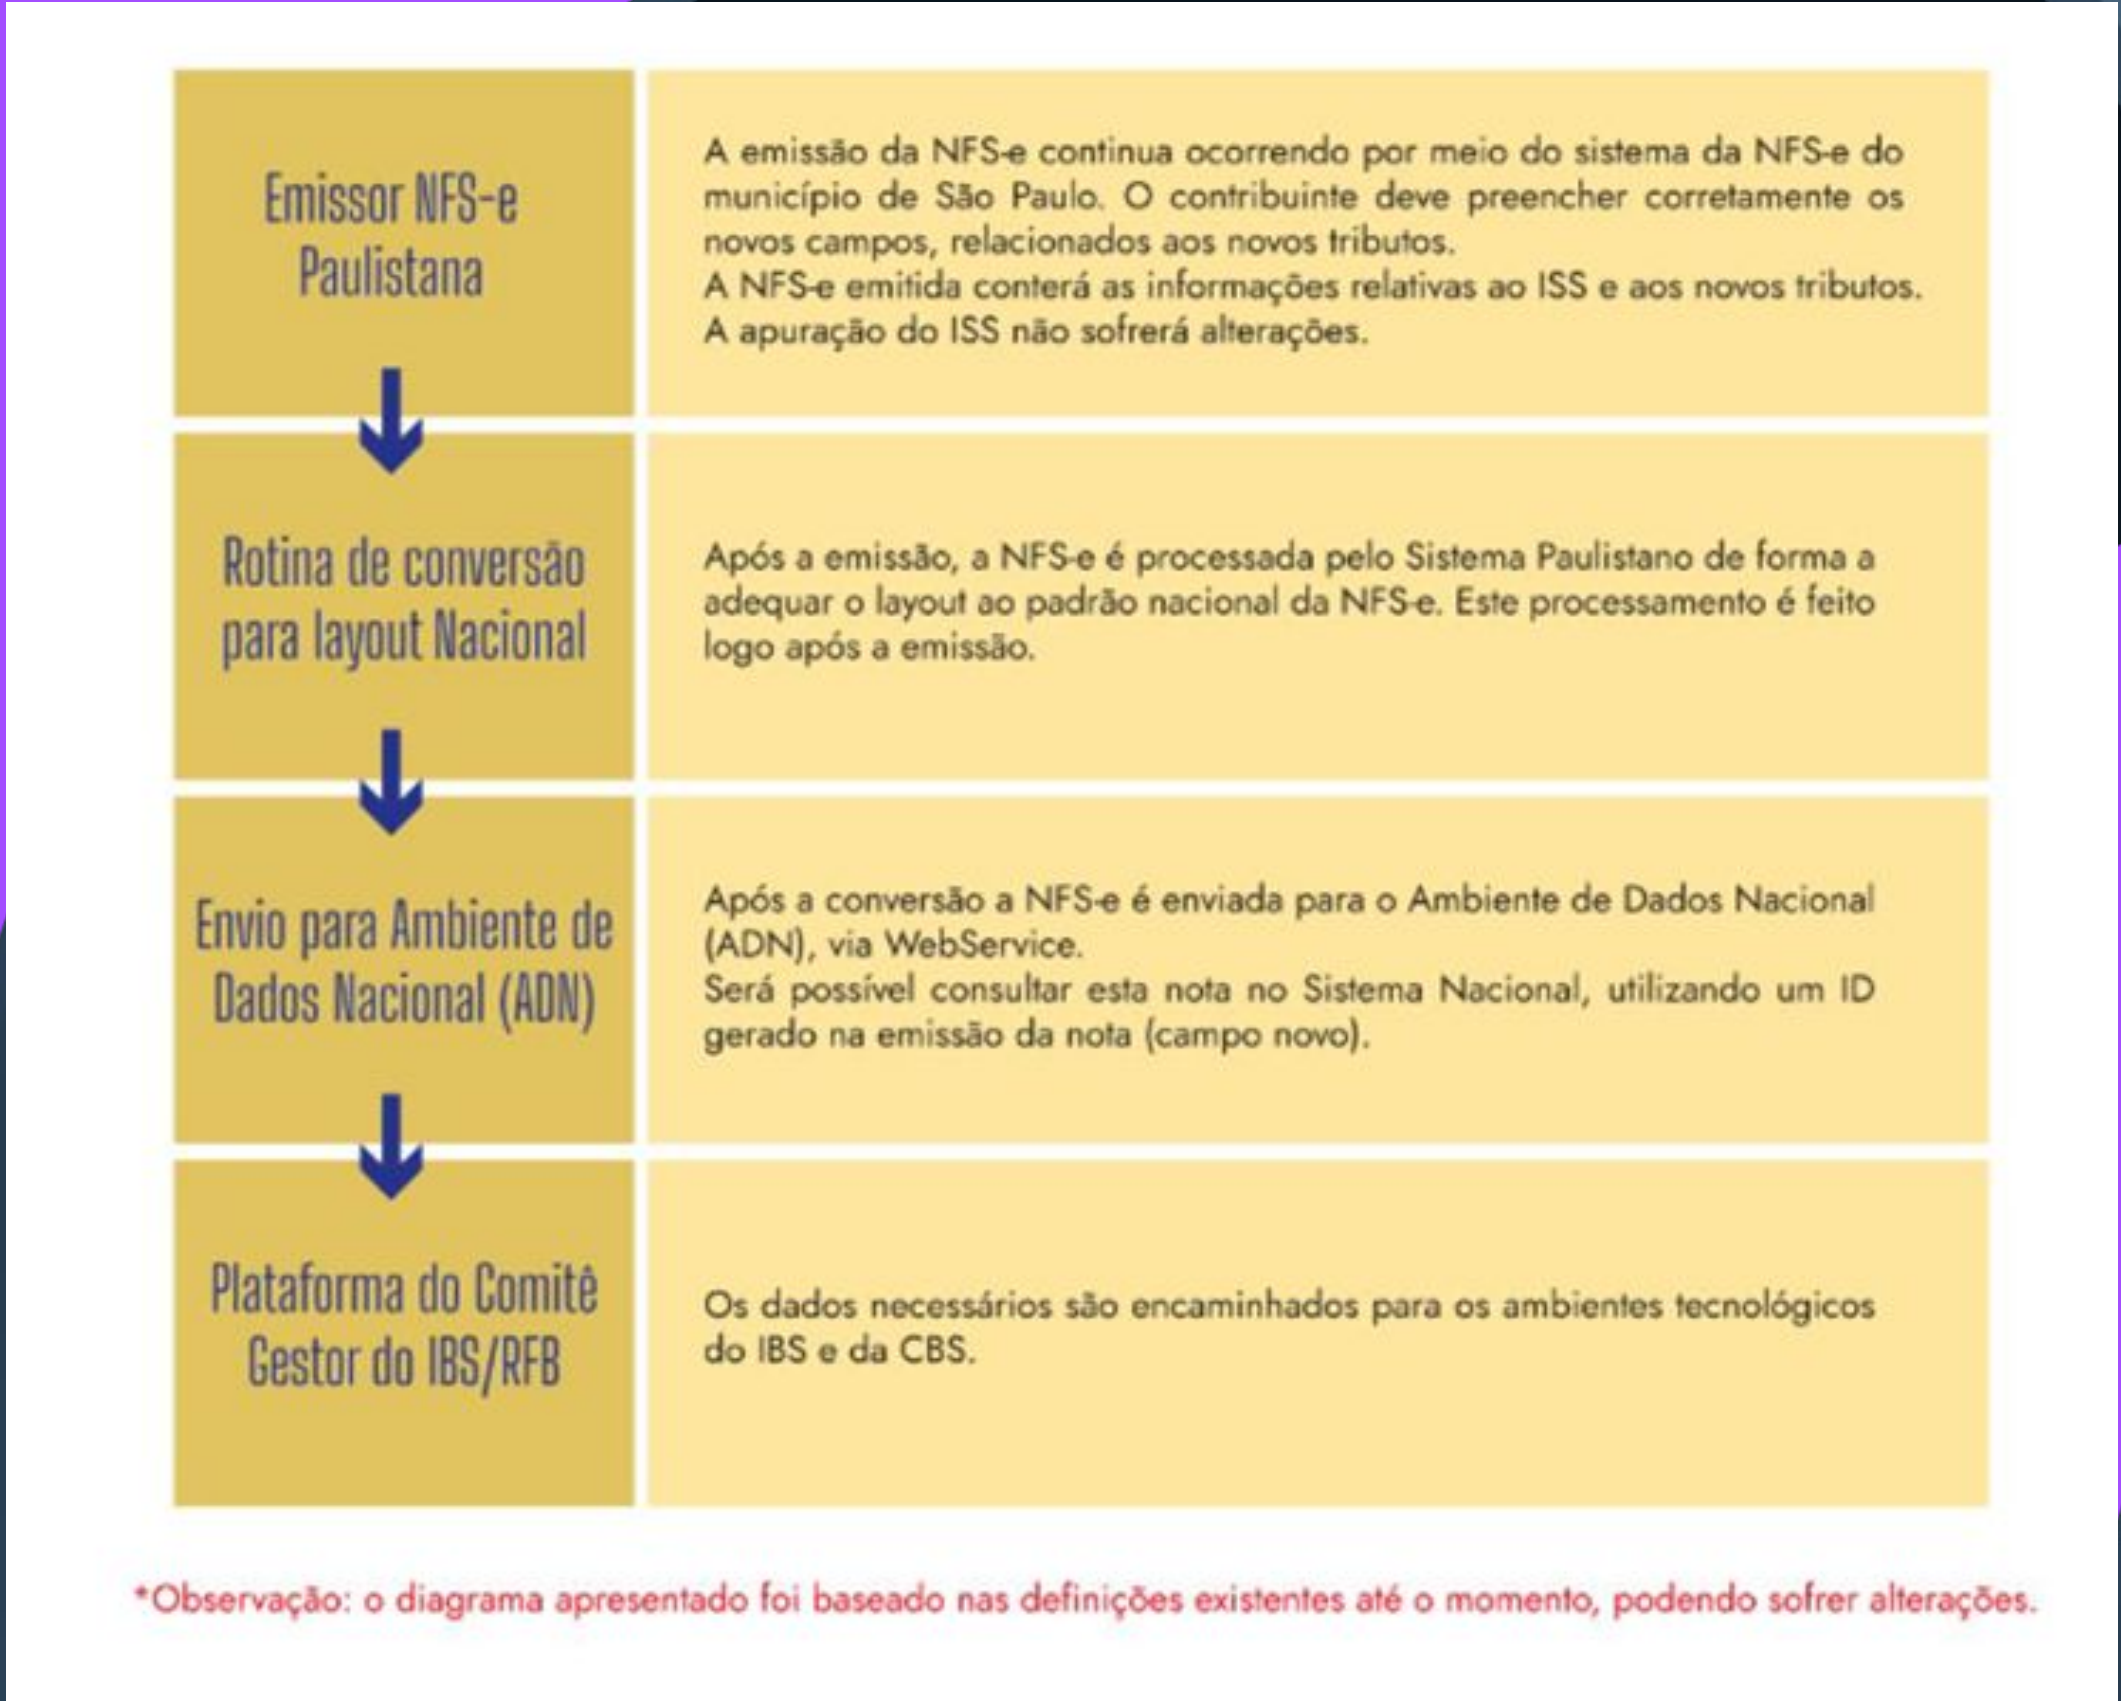 Emissor NFS-e
Paulistana
A emissão da NFS-e continua ocorrendo por meio do sistema da NFS-e do
município de São Paulo. O contribuinte deve preencher corretamente os
novos campos, relacionados aos novos tributos.
A NFS-e emitida conterá as informações relativas ao ISS e aos novos tributos.
A apuração do ISS não sofrerá alterações.
Rotina de conversão
para layout Nacional
Após a emissão, a NFS-e é processada pelo Sistema Paulistano de forma a
adequar o layout ao padrão nacional da NFS-e. Este processamento é feito
logo após a emissão.
Envio para Ambiente de
Dados Nacional (ADN)
Após a conversão a NFS-e é enviada para o Ambiente de Dados Nacional
(ADN), via WebService.
Será possível consultar esta nota no Sistema Nacional, utilizando um ID
gerado na emissão da nota (campo novo).
Plataforma do Comitê
Gestor do IBS/RFB
Os dados necessários são encaminhados para os ambientes tecnológicos
do IBS e da CBS.
*Observação: o diagrama apresentado foi baseado nas definições existentes até o momento, podendo sofrer alterações.